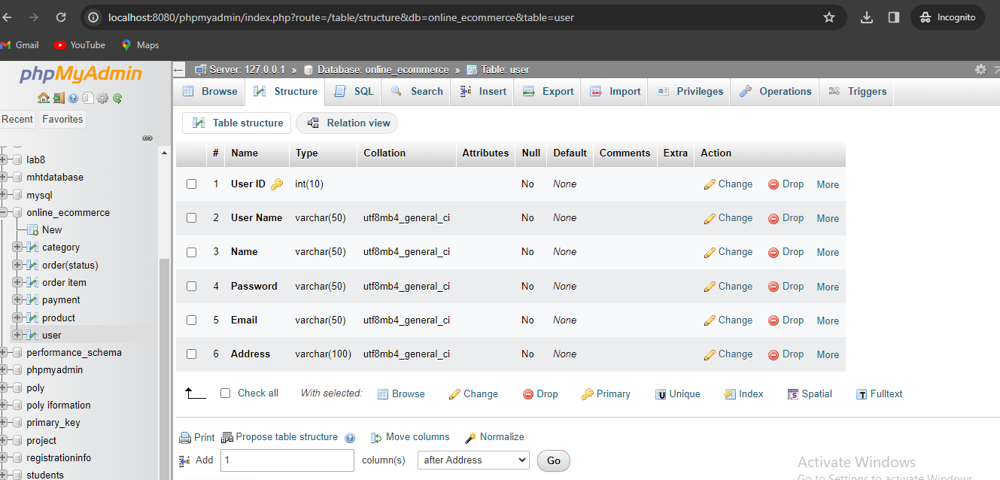 localhost:8080/phpmyadmin/index.php?route=/table/structure&db=online_ecommerce&table=user
Incognito
Gmail YouTube Maps
phpMyAdmin
Recent Favorites
lab8
mhtdatabase
mysql
online_ecommerce
New
category
order(status)
order item
payment
product
user
performance_schema
phpmyadmin
poly
poly iformation
primary_key
project
registrationinfo
students
Server: 127.0.0.1 » Database: online_ecommerce » Table: user
Browse Structure SQL Search Insert Export Import Privileges Operations Triggers
Table structure Relation view
# Name Type Collation Attributes Null Default Comments Extra Action
1 User ID int(10) No None Change Drop More
2 User Name varchar(50) utf8mb4_general_ci No None Change Drop More
3 Name varchar(50) utf8mb4_general_ci No None Change Drop More
4 Password varchar(50) utf8mb4_general_ci No None Change Drop More
5 Email varchar(50) utf8mb4_general_ci No None Change Drop More
6 Address varchar(100) utf8mb4_general_ci No None Change Drop More
Check all With selected: Browse Change Drop Primary Unique Index Spatial Fulltext
Print Propose table structure Move columns Normalize
Add 1 column(s) after Address Go
Activate Windows
Go to Settings to activate Windows.